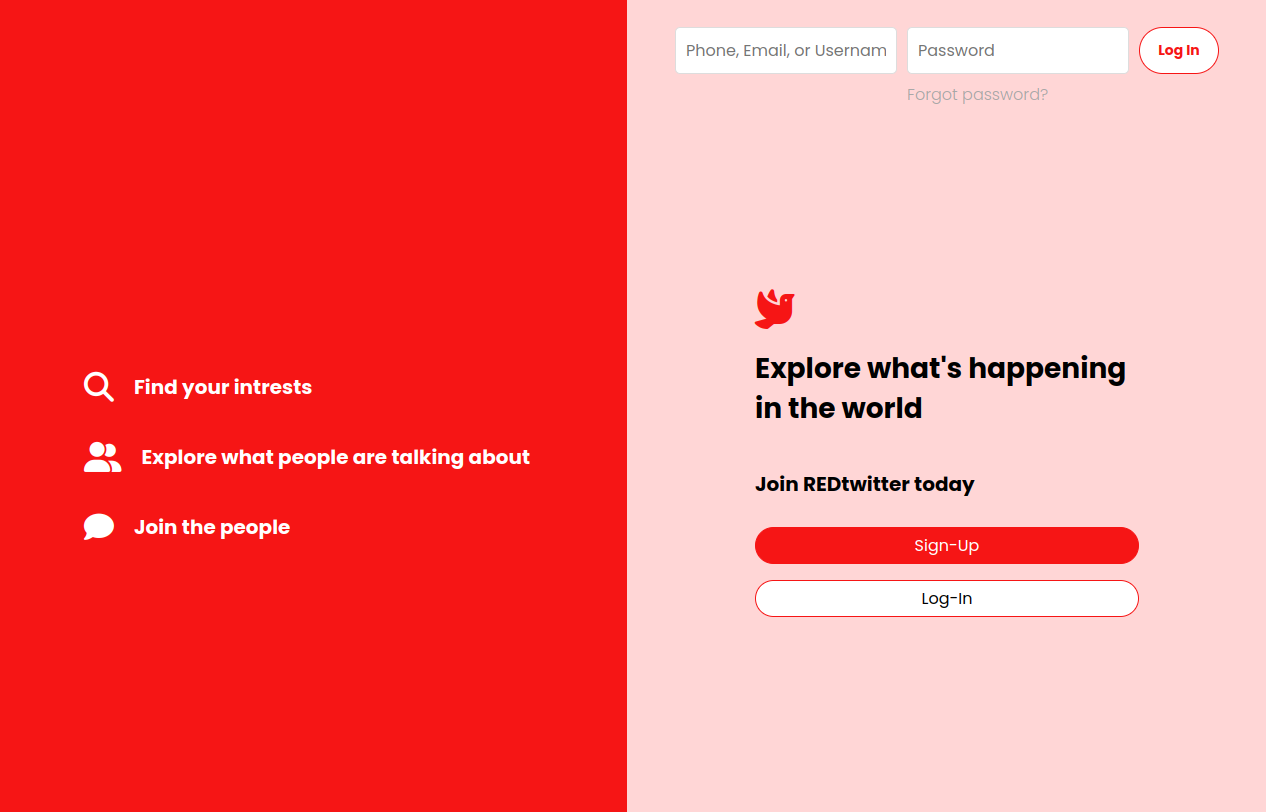 Phone, Email, or Usernam
Password
Log In
Forgot password?
Find your intrests
Explore what people are talking about
Join the people
Explore what's happening
in the world
Join REDtwitter today
Sign-Up
Log-In